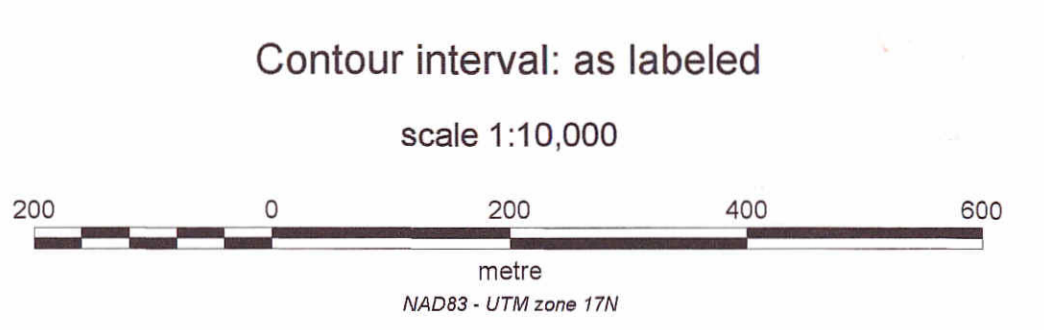 Contour interval: as labeled
scale 1:10,000
200 0 200 400 600
metre
NAD83 - UTM zone 17N